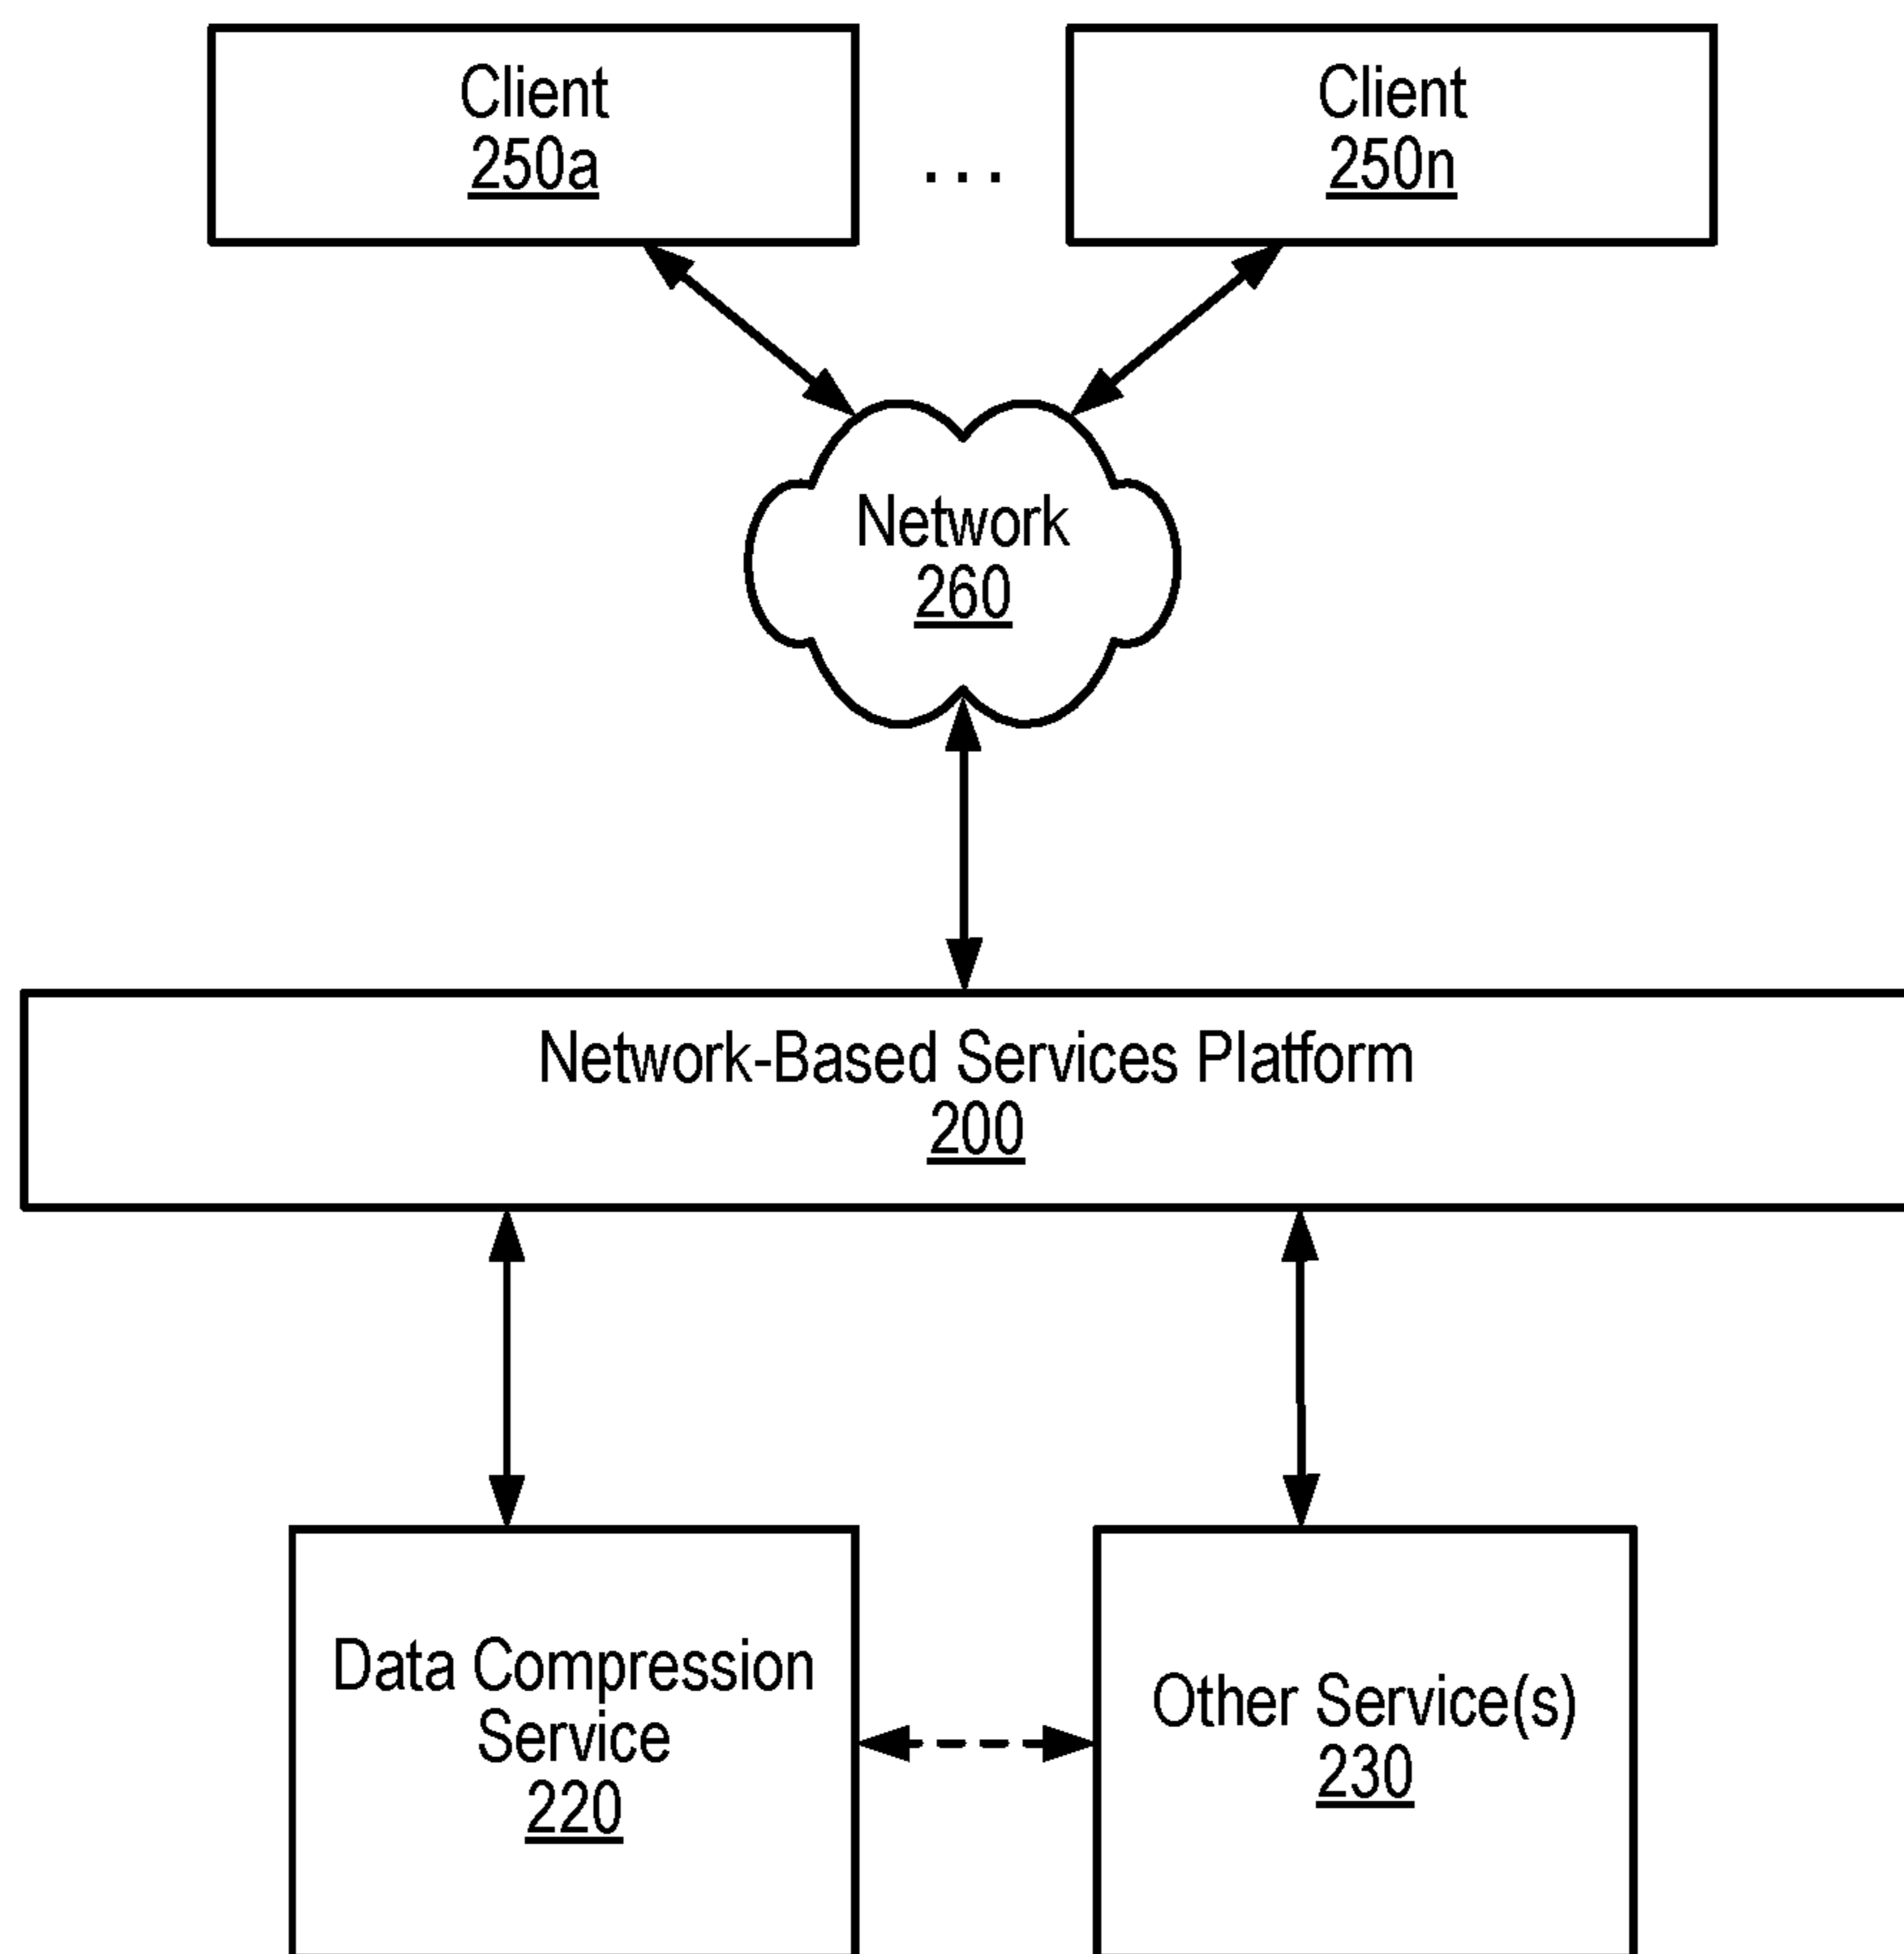 Client
250a
...
Client
250n
Network
260
Network-Based Services Platform
200
Data Compression
Service
220
Other Service(s)
230